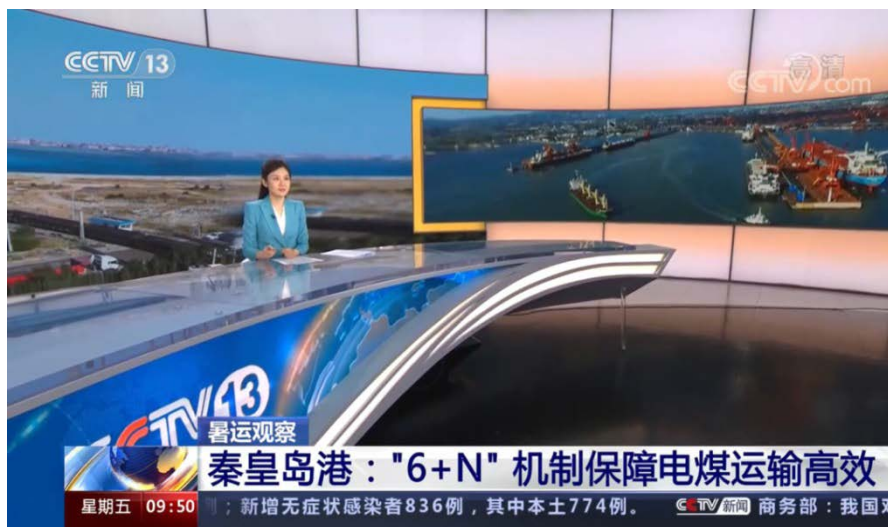 CCTV 13
新闻
高清
CCTV.com
CCTV 13
暑运观察
秦皇岛港："6+N" 机制保障电煤运输高效
星期五 09:50 ；新增无症状感染者836例，其中本土774例。 CCTV 新闻 商务部：我国